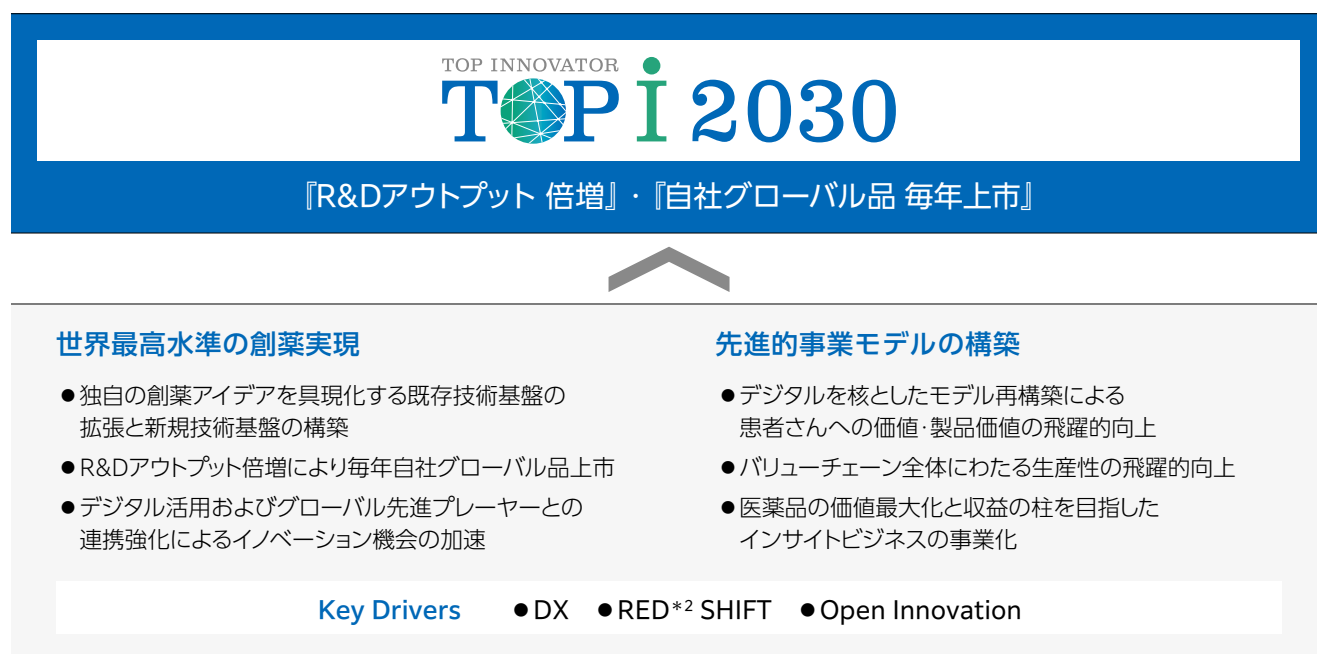 TOP INNOVATOR
TOP i 2030
『R&Dアウトプット 倍増』・『自社グローバル品 毎年上市』
世界最高水準の創薬実現
●独自の創薬アイデアを具現化する既存技術基盤の
拡張と新規技術基盤の構築
●R&Dアウトプット倍増により毎年自社グローバル品上市
●デジタル活用およびグローバル先進プレーヤーとの
連携強化によるイノベーション機会の加速
先進的事業モデルの構築
●デジタルを核としたモデル再構築による
患者さんへの価値・製品価値の飛躍的向上
●バリューチェーン全体にわたる生産性の飛躍的向上
●医薬品の価値最大化と収益の柱を目指した
インサイトビジネスの事業化
Key Drivers ●DX ●RED*2 SHIFT ●Open Innovation